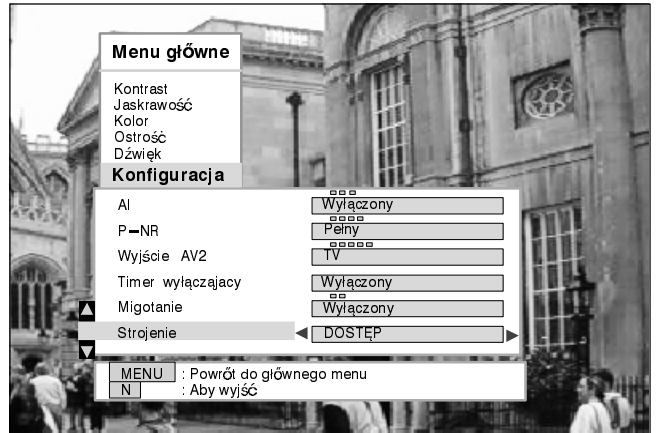 Menu główne
Kontrast
Jaskrawość
Kolor
Ostrość
Dźwięk
Konfiguracja
AI Wyłączony
P-NR Pełny
Wyjście AV2 TV
Timer wyłączajacy Wyłączony
Migotanie Wyłączony
Strojenie DOSTĘP
MENU : Powrót do głównego menu
N : Aby wyjść